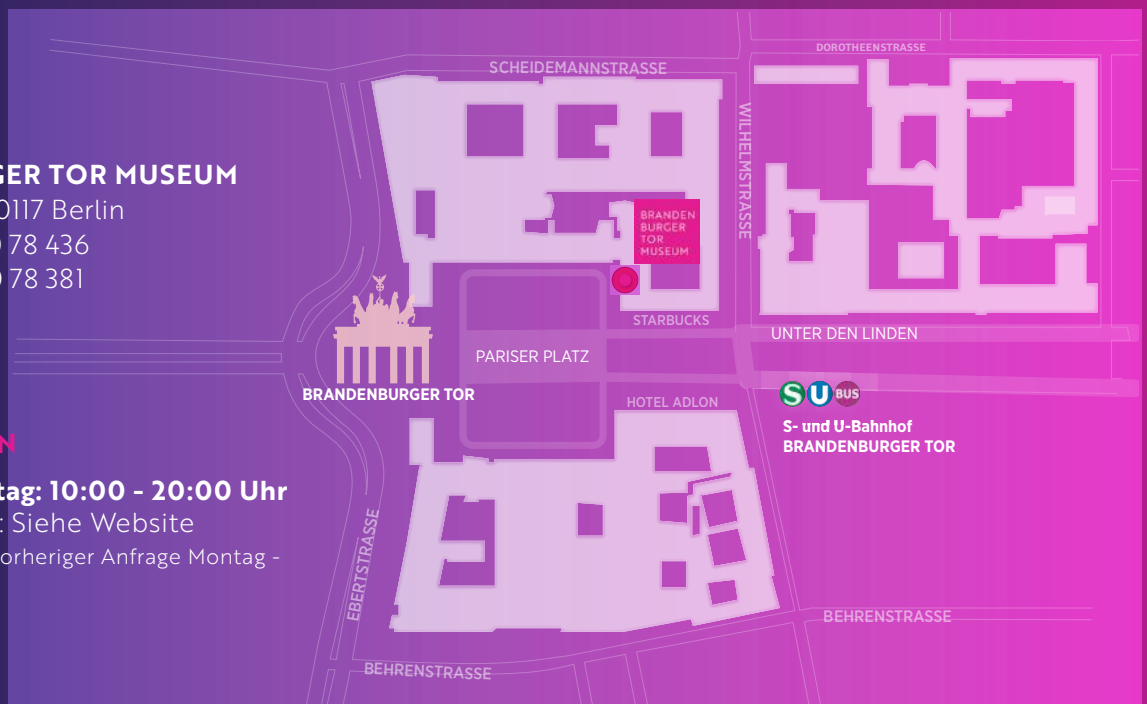 DOROTHEENSTRASSE
SCHEIDEMANNSTRASSE
WILHELMSTRASSE
GER TOR MUSEUM
0117 Berlin
78 436
78 381
BRANDEN
BURGER
TOR
MUSEUM
STARBUCKS
UNTER DEN LINDEN
PARISER PLATZ
BRANDENBURGER TOR
HOTEL ADLON
S U BUS
S- und U-Bahnhof
BRANDENBURGER TOR
N
tag: 10:00 - 20:00 Uhr
: Siehe Website
orheriger Anfrage Montag -
EBERTSTRASSE
BEHRENSTRASSE
BEHRENSTRASSE